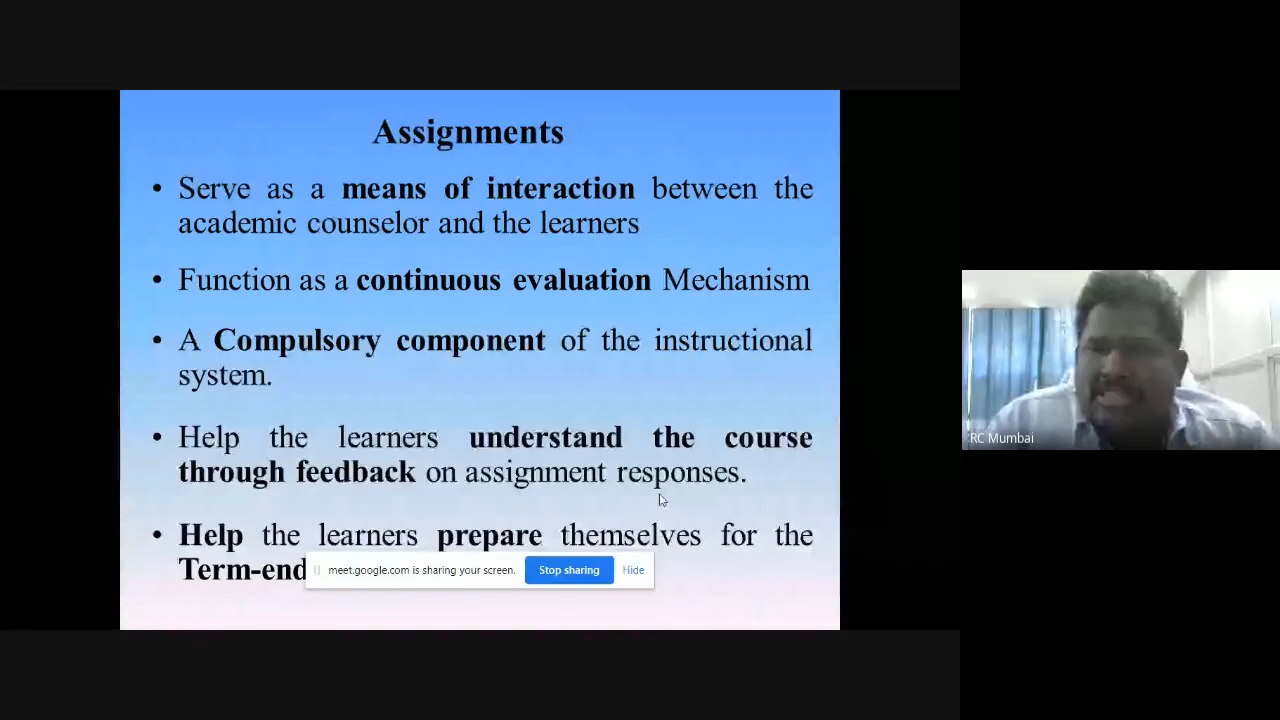 Assignments
• Serve as a means of interaction between the
academic counselor and the learners
• Function as a continuous evaluation Mechanism
• A Compulsory component of the instructional
system.
• Help the learners understand the course
through feedback on assignment responses.
• Help the learners prepare themselves for the
Term-end
meet.google.com is sharing your screen.
Stop sharing
Hide
RC Mumbai